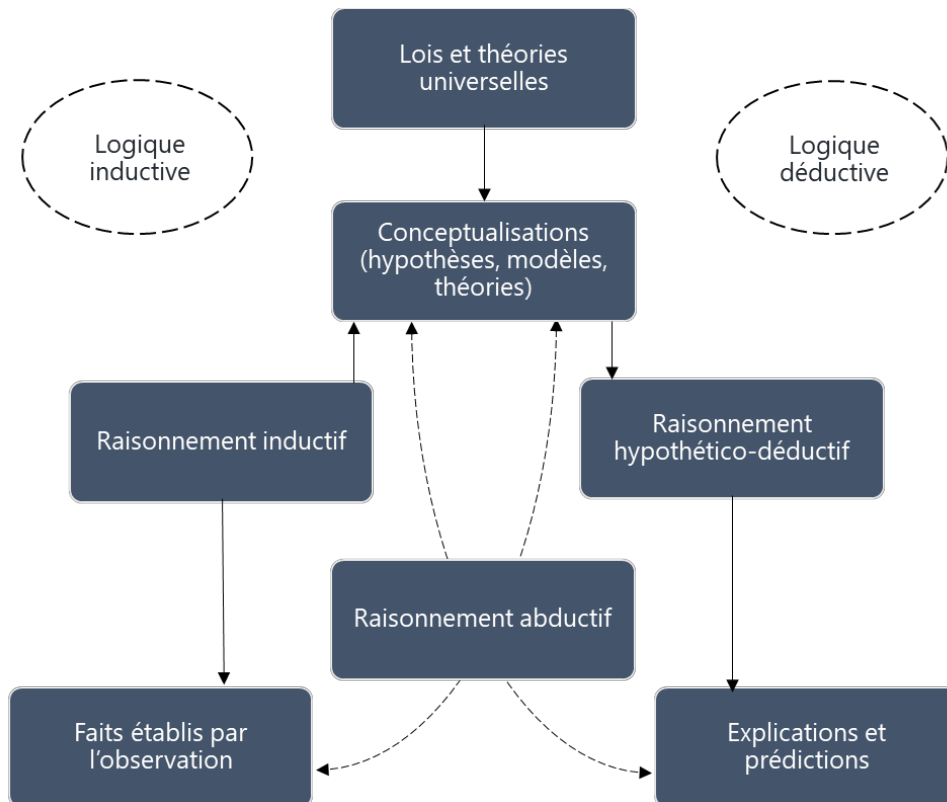 Lois et théories
universelles
Logique
inductive
Logique
déductive
Conceptualisations
(hypothèses, modèles,
théories)
Raisonnement inductif
Raisonnement
hypothético-déductif
Raisonnement abductif
Faits établis par
l’observation
Explications et
prédictions